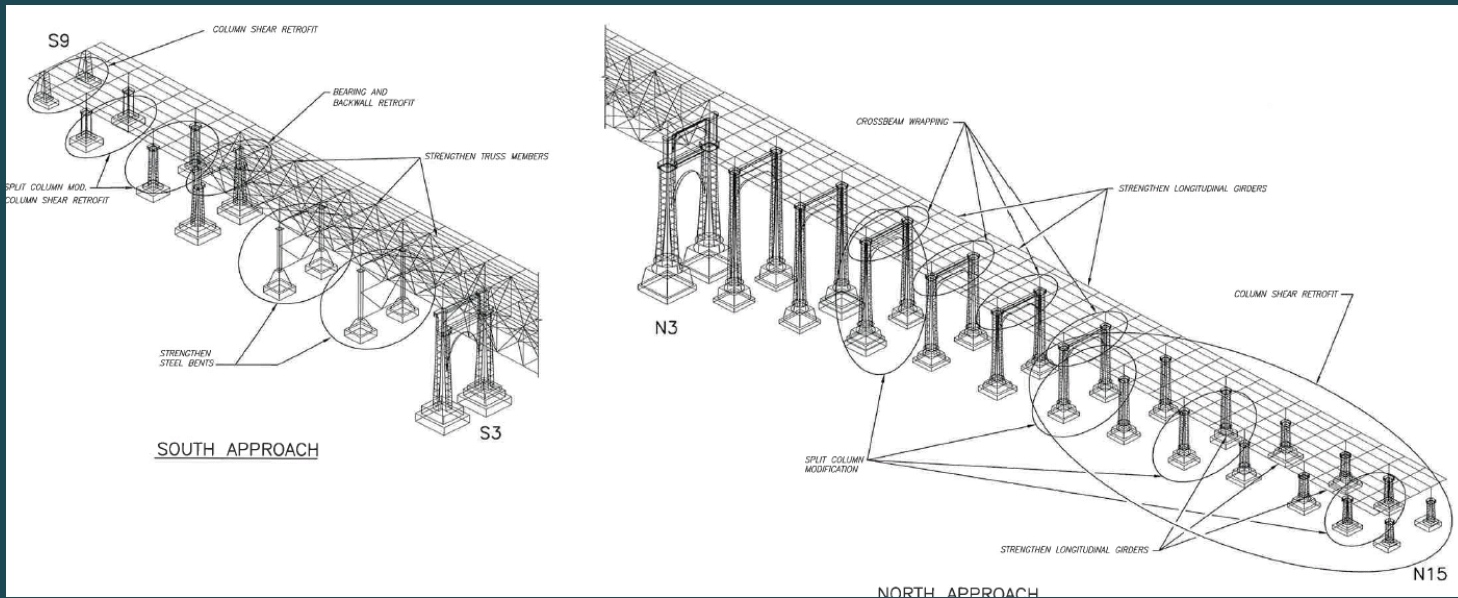 S9
COLUMN SHEAR RETROFIT
BEARING AND
BACKWALL RETROFIT
STRENGTHEN TRUSS MEMBERS
SPLIT COLUMN MOD.
COLUMN SHEAR RETROFIT
STRENGTHEN
STEEL BENTS
S3
SOUTH APPROACH
CROSSBEAM WRAPPING
STRENGTHEN LONGITUDINAL GIRDERS
COLUMN SHEAR RETROFIT
N3
SPLIT COLUMN
MODIFICATION
STRENGTHEN LONGITUDINAL GIRDERS
N15
NORTH APPROACH